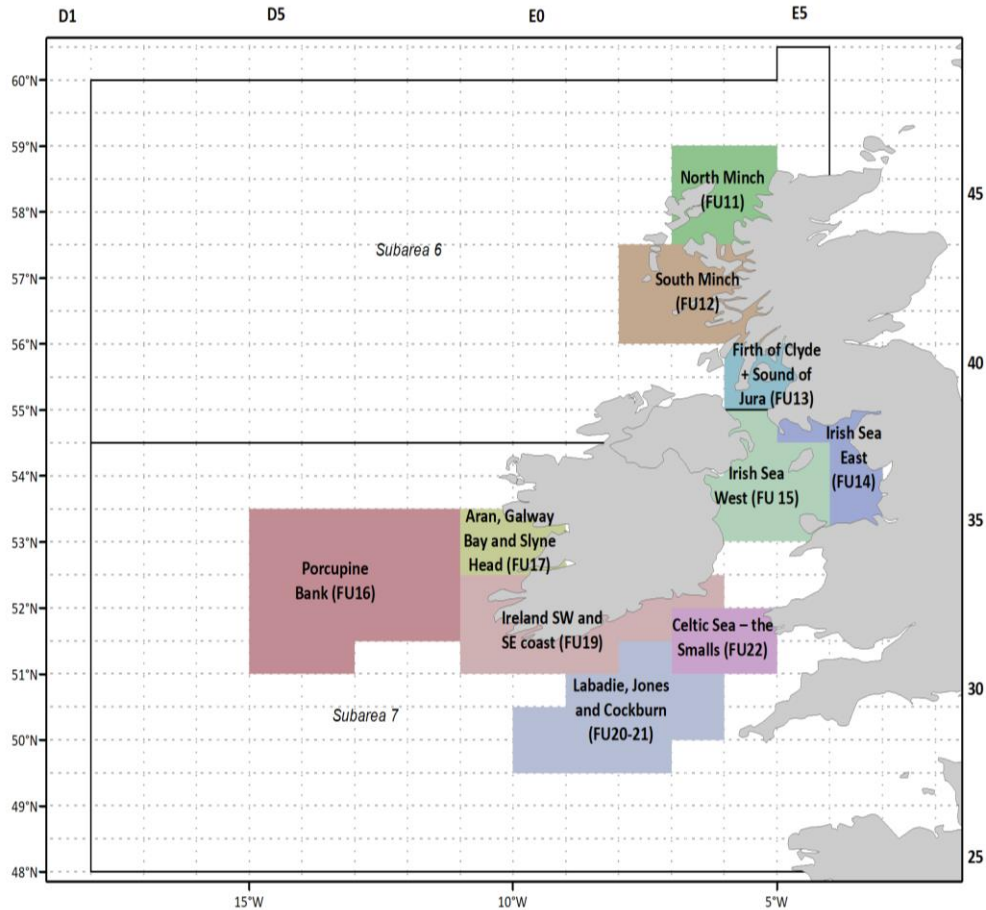 D1
D5
E0
E5
60°N
59°N
North Minch
(FU11)
45
58°N
Subarea 6
57°N
South Minch
(FU12)
56°N
Firth of Clyde
+ Sound of
Jura (FU13)
40
55°N
Irish Sea
East
(FU14)
54°N
Irish Sea
West (FU 15)
35
Aran, Galway
Bay and Slyne
Head (FU17)
53°N
Porcupine
Bank (FU16)
52°N
Ireland SW and
SE coast (FU19)
Celtic Sea – the
Smalls (FU22)
51°N
Labadie, Jones
and Cockburn
(FU20-21)
30
Subarea 7
50°N
49°N
48°N
25
15°W
10°W
5°W